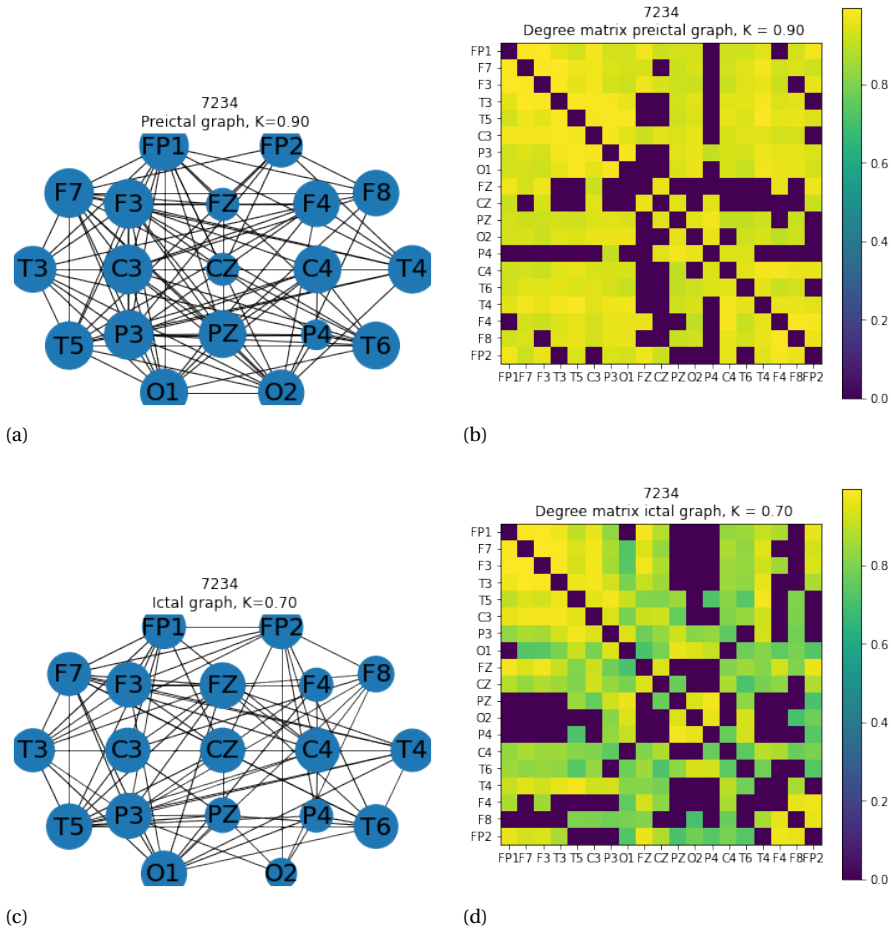 7234
Preictal graph, K=0.90
FP1 FP2
F7 F3 FZ F4 F8
T3 C3 CZ C4 T4
T5 P3 PZ P4 T6
O1 O2
(a)
7234
Degree matrix preictal graph, K = 0.90
FP1
F7
F3
T3
T5
C3
P3
O1
FZ
CZ
PZ
O2
P4
C4
T6
T4
F4
F8
FP2
FP1 F7 F3 T3 T5 C3 P3 O1 FZ CZ PZ O2 P4 C4 T6 T4 F4 F8 FP2
0.8
0.6
0.4
0.2
0.0
(b)
7234
Ictal graph, K=0.70
FP1 FP2
F7 F3 FZ F4 F8
T3 C3 CZ C4 T4
T5 P3 PZ P4 T6
O1 O2
(c)
7234
Degree matrix ictal graph, K = 0.70
FP1
F7
F3
T3
T5
C3
P3
O1
FZ
CZ
PZ
O2
P4
C4
T6
T4
F4
F8
FP2
FP1 F7 F3 T3 T5 C3 P3 O1 FZ CZ PZ O2 P4 C4 T6 T4 F4 F8 FP2
0.8
0.6
0.4
0.2
0.0
(d)